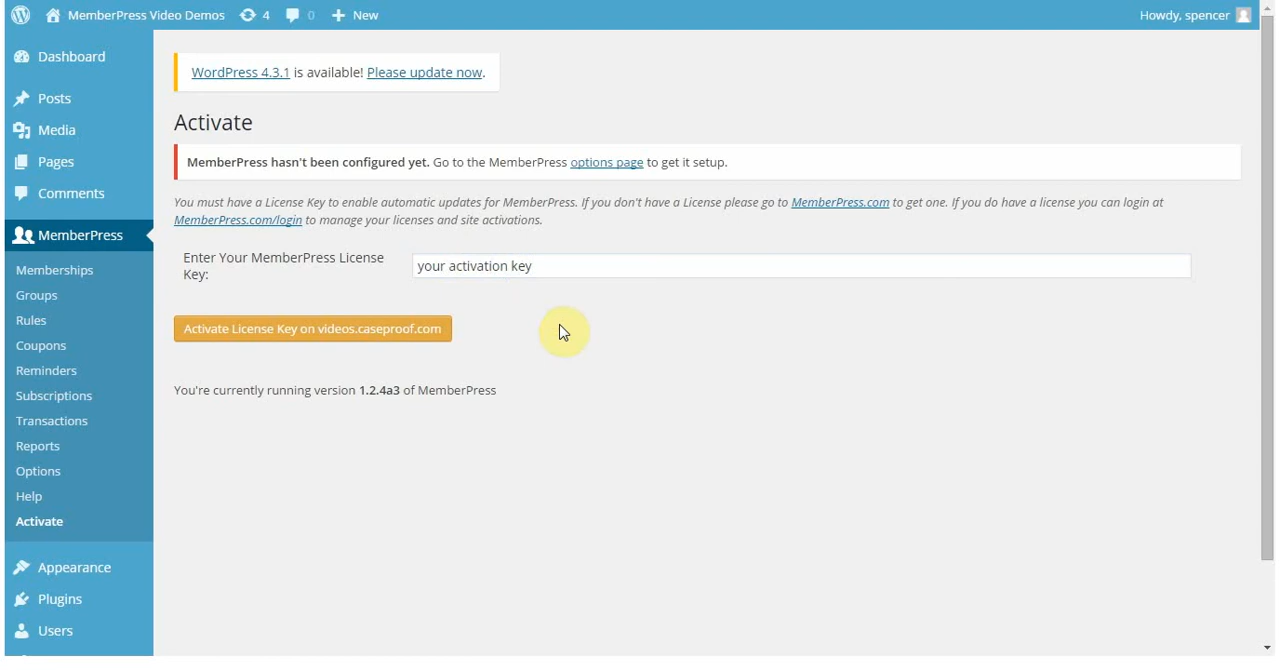 MemberPress Video Demos 4 0 New Howdy, spencer
Dashboard
Posts
Media
Pages
Comments
MemberPress
Memberships
Groups
Rules
Coupons
Reminders
Subscriptions
Transactions
Reports
Options
Help
Activate
Appearance
Plugins
Users
WordPress 4.3.1 is available! Please update now.
Activate
MemberPress hasn't been configured yet. Go to the MemberPress options page to get it setup.
You must have a License Key to enable automatic updates for MemberPress. If you don't have a License please go to MemberPress.com to get one. If you do have a license you can login at
MemberPress.com/login to manage your licenses and site activations.
Enter Your MemberPress License
Key:
your activation key
Activate License Key on videos.caseproof.com
You're currently running version 1.2.4a3 of MemberPress